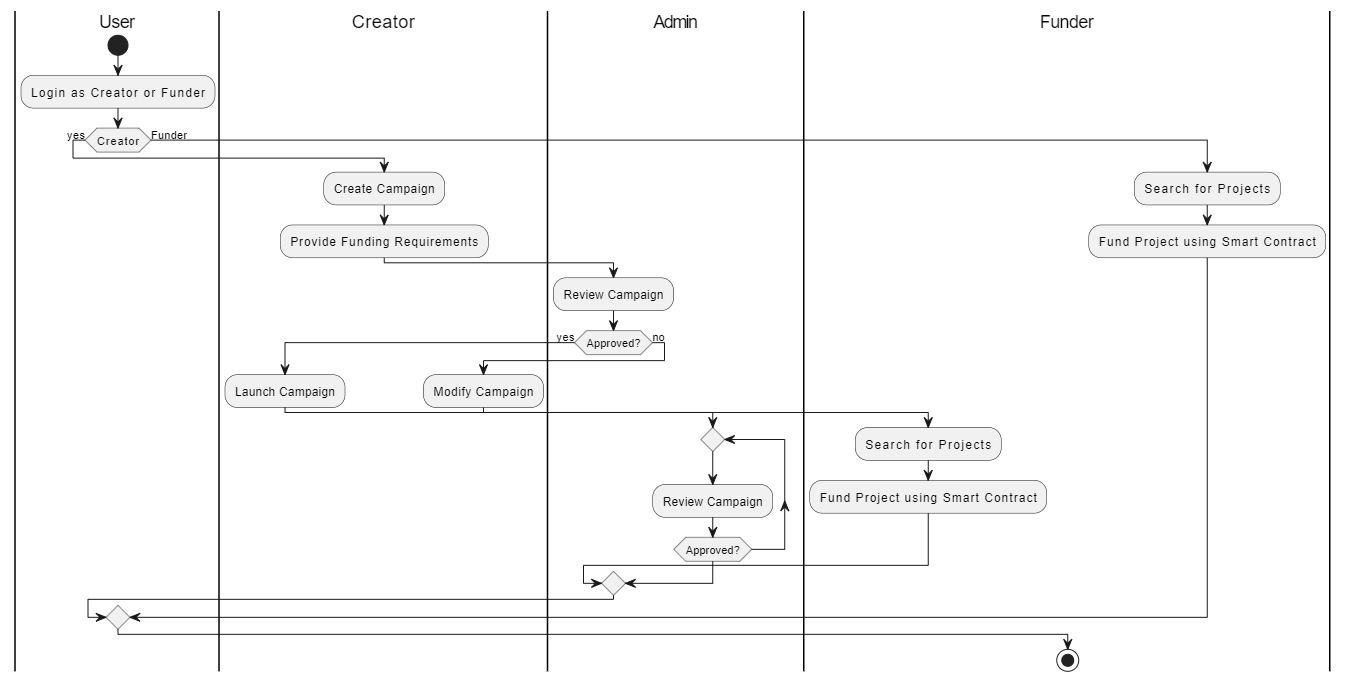 User
Creator
Admin
Funder
Login as Creator or Funder
yes
Creator
Funder
Create Campaign
Search for Projects
Provide Funding Requirements
Fund Project using Smart Contract
Review Campaign
yes
Approved?
no
Launch Campaign
Modify Campaign
Search for Projects
Review Campaign
Fund Project using Smart Contract
Approved?